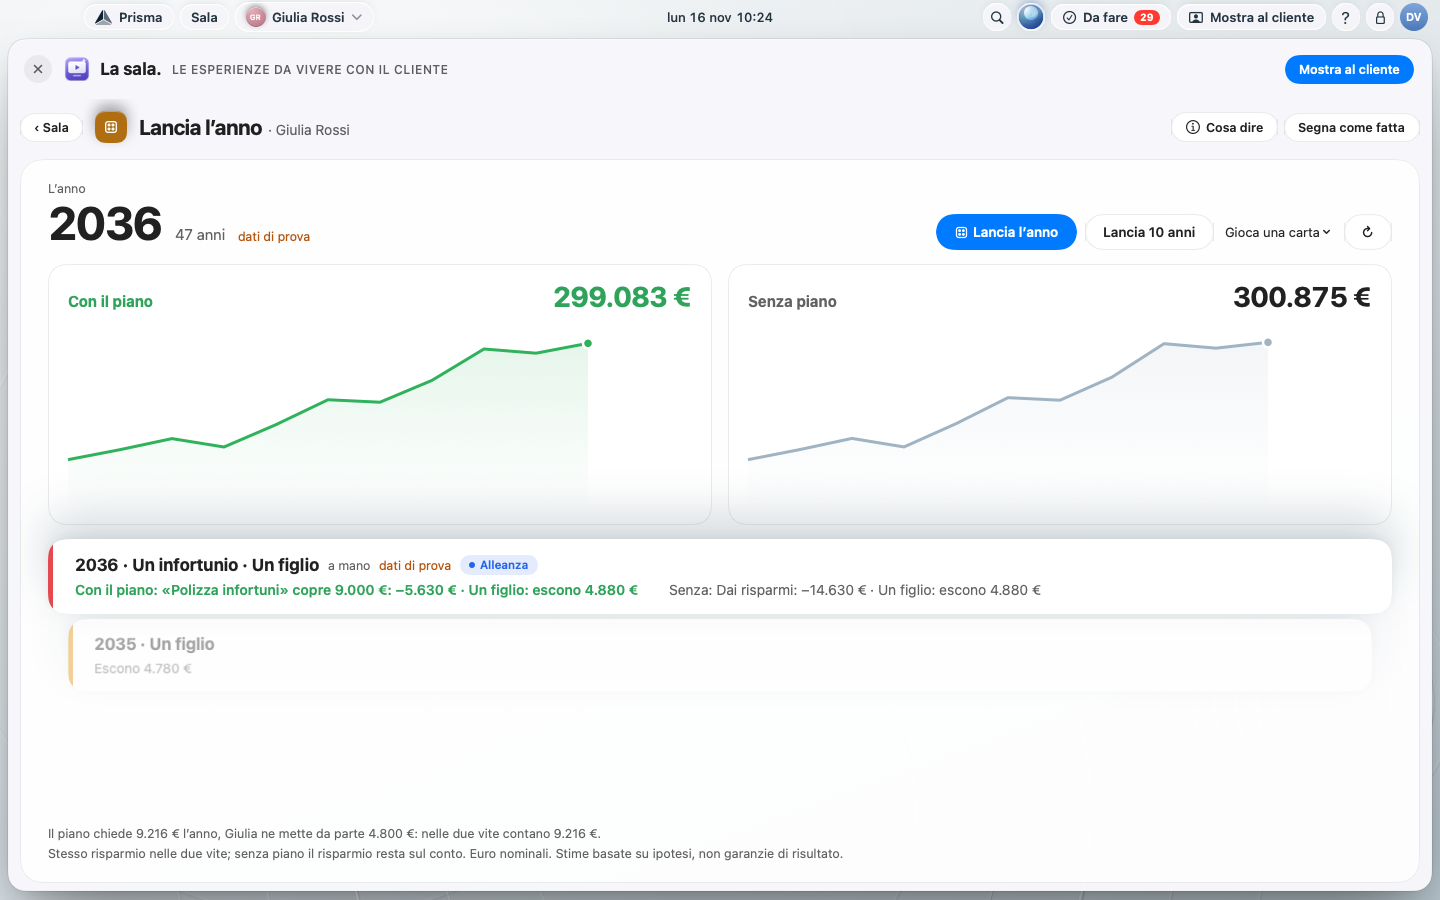 Prisma
Sala
GR Giulia Rossi
lun 16 nov 10:24
Da fare 29
Mostra al cliente
?
DV
La sala. LE ESPERIENZE DA VIVERE CON IL CLIENTE
Mostra al cliente
‹ Sala
Lancia l’anno · Giulia Rossi
Cosa dire
Segna come fatta
L’anno
2036 47 anni dati di prova
Lancia l’anno
Lancia 10 anni
Gioca una carta
Con il piano 299.083 €
Senza piano 300.875 €
2036 · Un infortunio · Un figlio a mano dati di prova Alleanza
Con il piano: «Polizza infortuni» copre 9.000 €: −5.630 € · Un figlio: escono 4.880 € Senza: Dai risparmi: −14.630 € · Un figlio: escono 4.880 €
2035 · Un figlio
Escono 4.780 €
Il piano chiede 9.216 € l’anno, Giulia ne mette da parte 4.800 €: nelle due vite contano 9.216 €.
Stesso risparmio nelle due vite; senza piano il risparmio resta sul conto. Euro nominali. Stime basate su ipotesi, non garanzie di risultato.